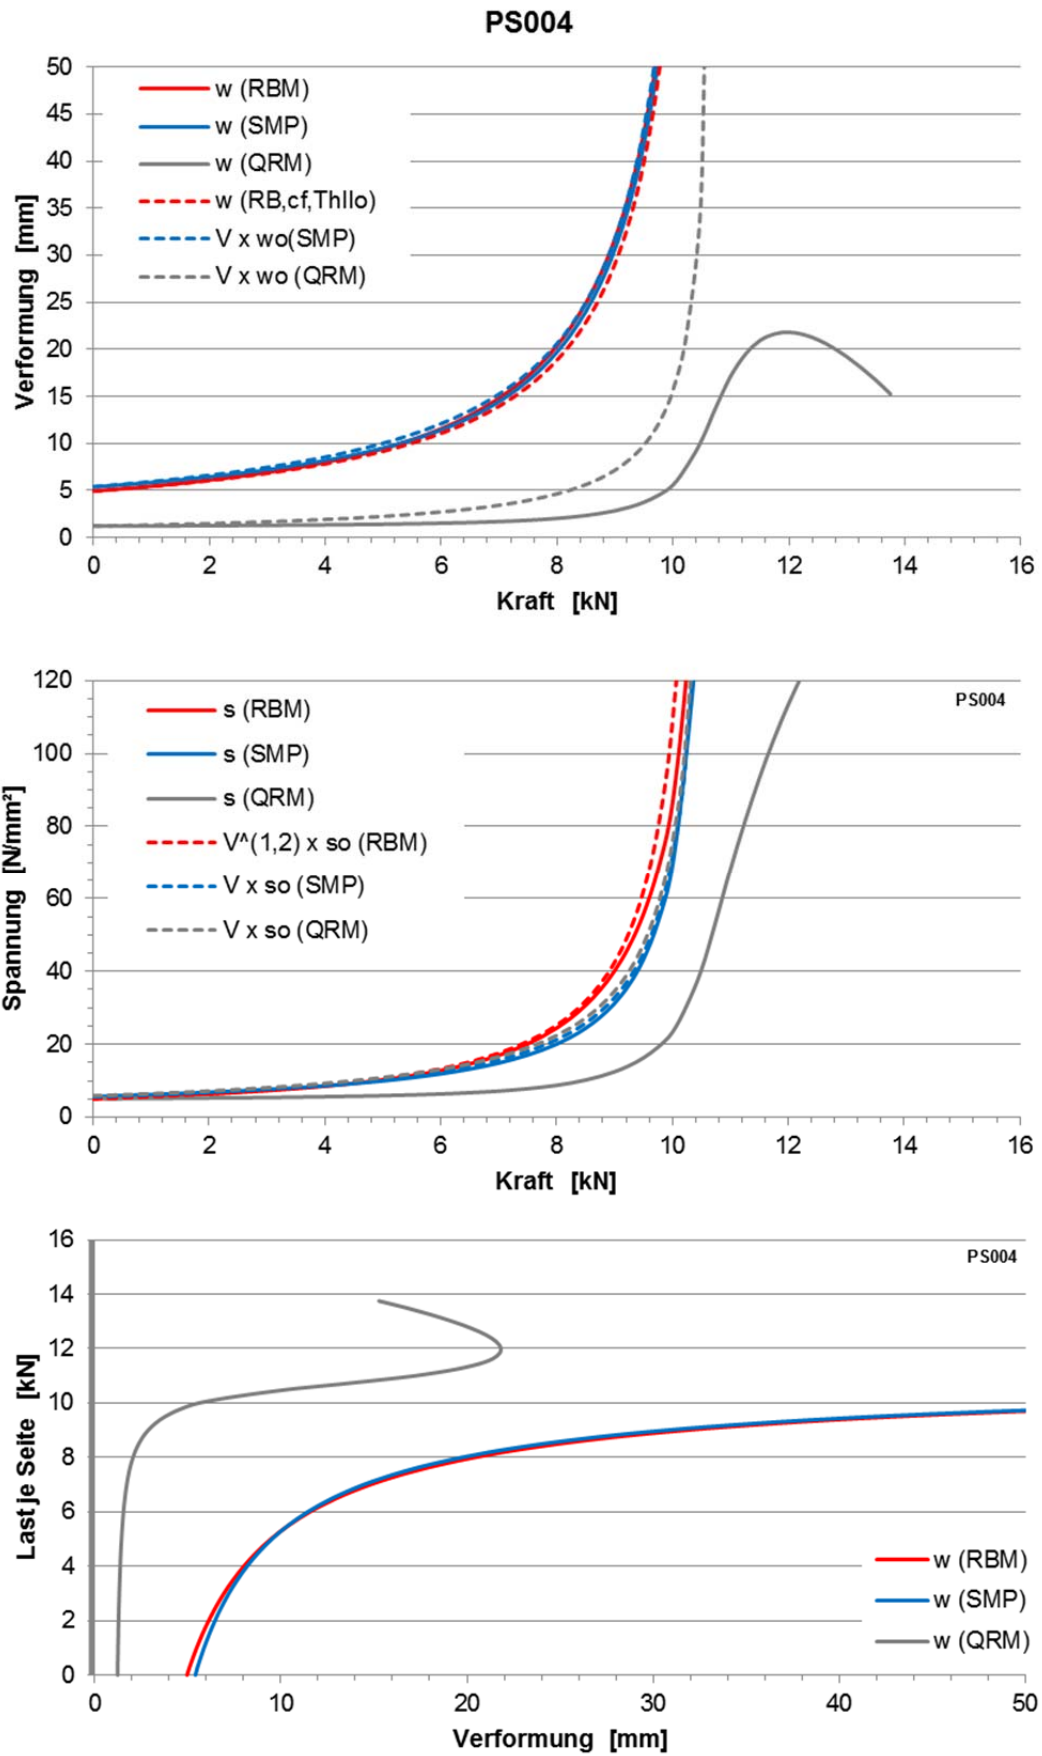 PS004
50
45
40
35
30
25
20
15
10
5
0
Verformung [mm]
w (RBM)
w (SMP)
w (QRM)
w (RB,cf,ThIIo)
V x wo(SMP)
V x wo (QRM)
0 2 4 6 8 10 12 14 16
Kraft [kN]
120
100
80
60
40
20
0
Spannung [N/mm²]
PS004
s (RBM)
s (SMP)
s (QRM)
V^(1,2) x so (RBM)
V x so (SMP)
V x so (QRM)
0 2 4 6 8 10 12 14 16
Kraft [kN]
16
14
12
10
8
6
4
2
0
Last je Seite [kN]
PS004
w (RBM)
w (SMP)
w (QRM)
0 10 20 30 40 50
Verformung [mm]